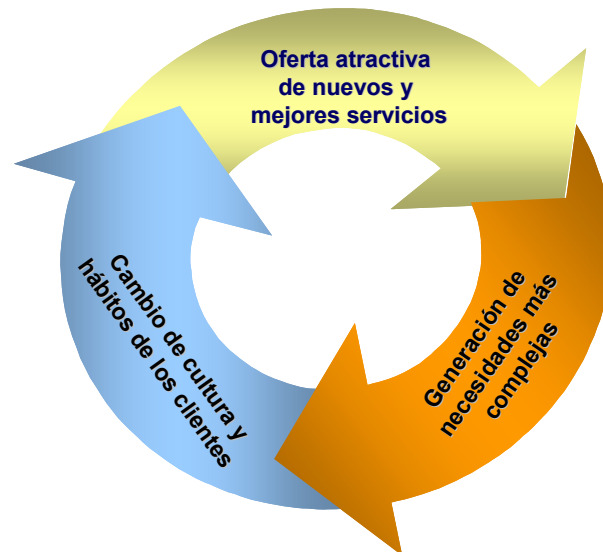 Oferta atractiva
de nuevos y
mejores servicios
Generación de
necesidades más
complejas
Cambio de cultura y
hábitos de los clientes